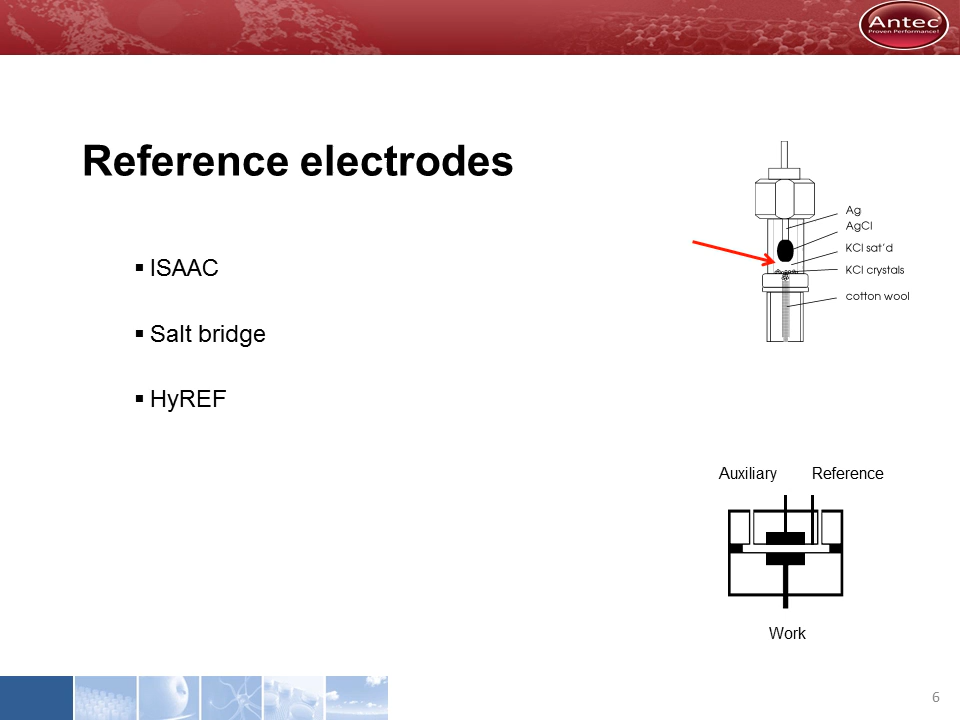 Antec
Proven Performance!
Reference electrodes
▪ ISAAC
▪ Salt bridge
▪ HyREF
Ag
AgCl
KCl sat´d
KCl crystals
cotton wool
Auxiliary Reference
Work
6